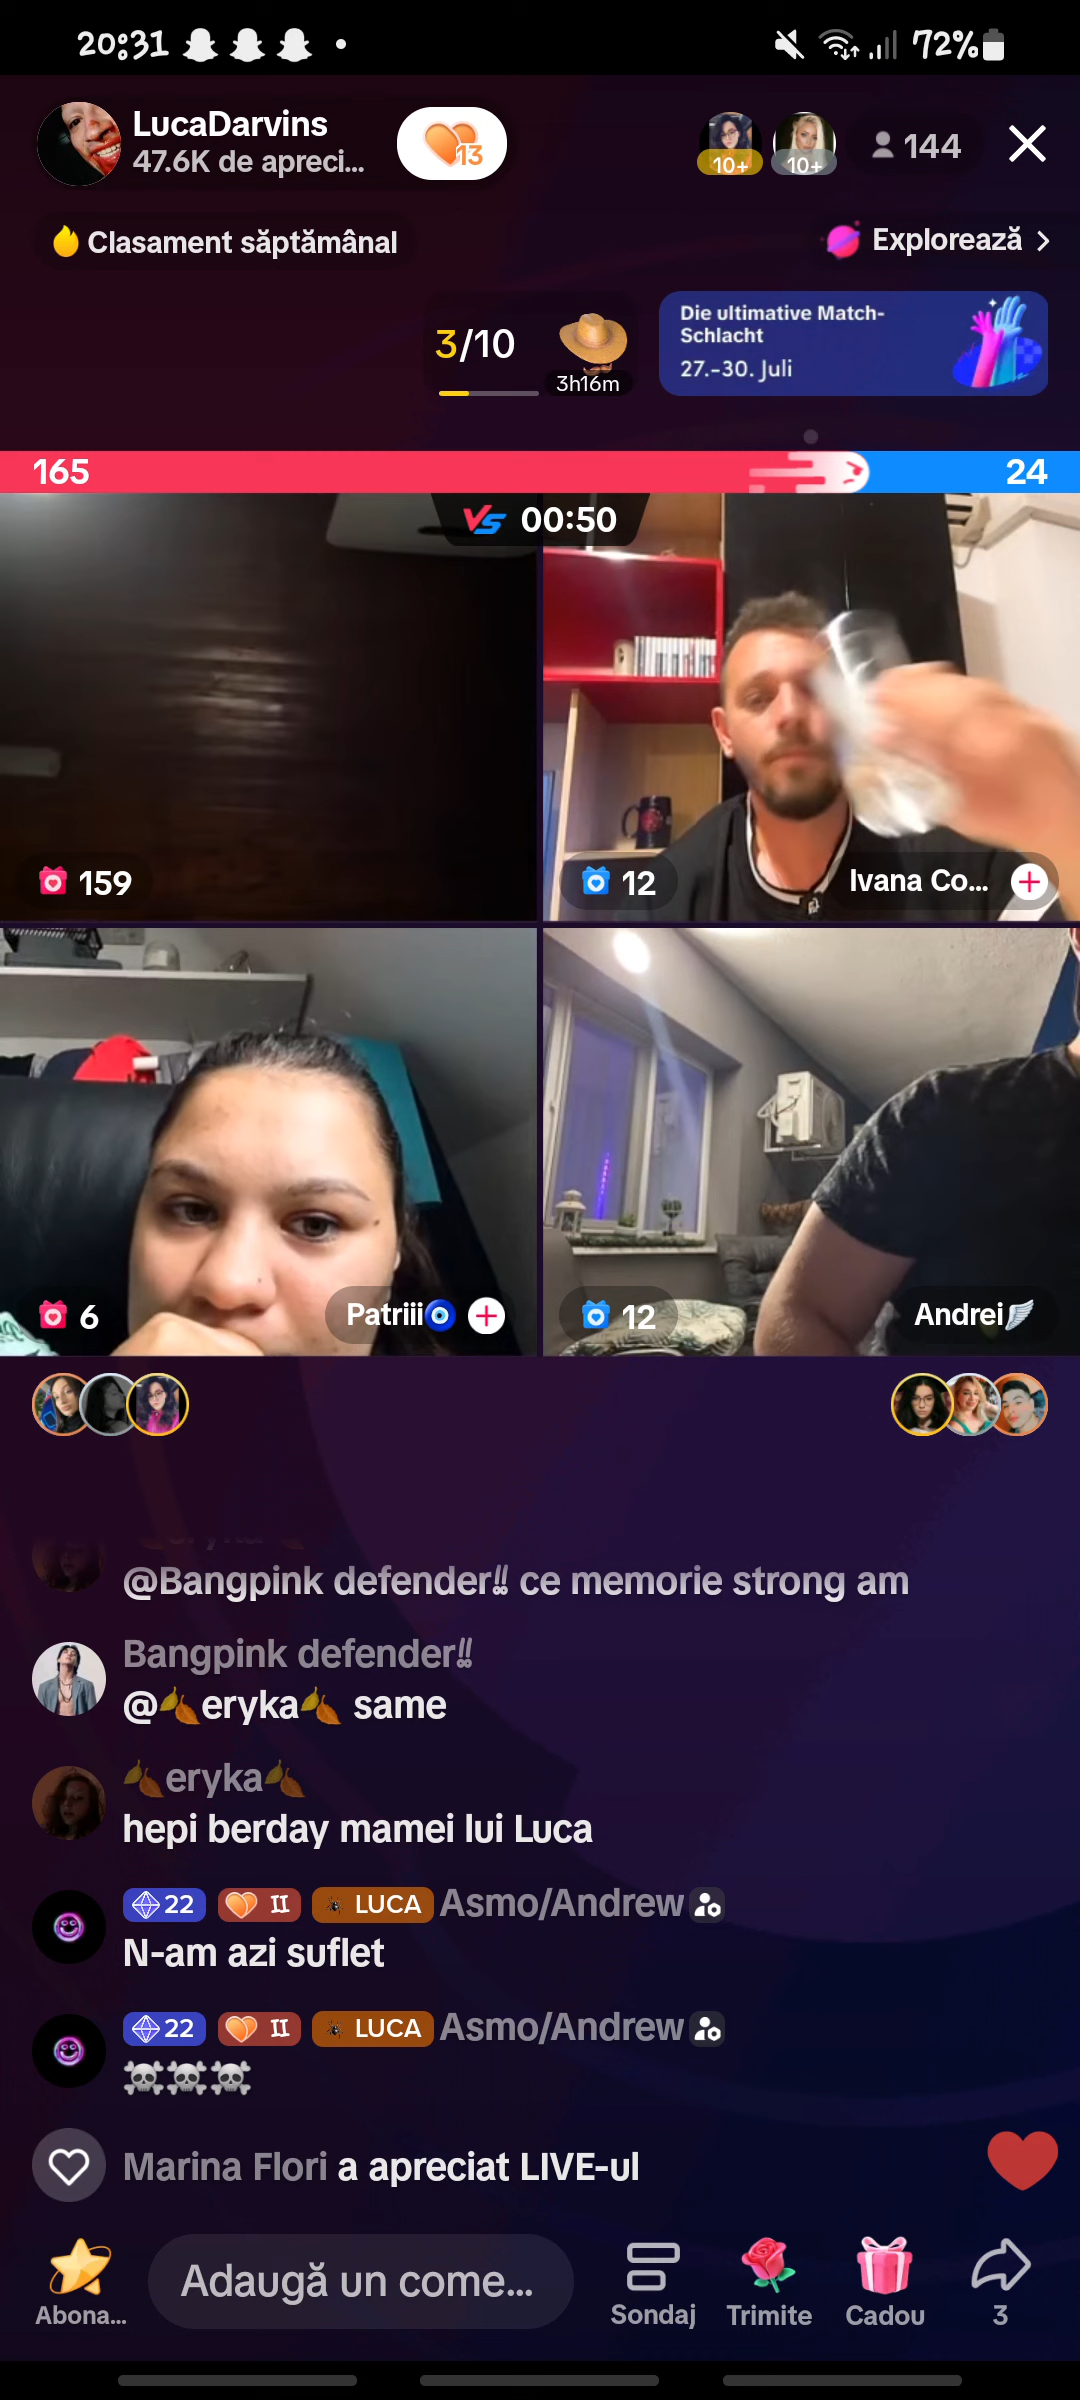 20:31
72%
LucaDarvins
47.6K de apreci...
13
10+
10+
144
Clasament săptămânal
Explorează
3/10
3h16m
Die ultimative Match-
Schlacht
27.-30. Juli
165
24
VS 00:50
159
12
Ivana Co...
6
Patriii🧿
12
Andrei🪽
@Bangpink defender‼ ce memorie strong am
Bangpink defender‼
@🍂eryka🍂 same
🍂eryka🍂
hepi berday mamei lui Luca
22 II LUCA Asmo/Andrew
N-am azi suflet
22 II LUCA Asmo/Andrew
☠️☠️☠️
Marina Flori a apreciat LIVE-ul
Abona...
Adaugă un come...
Sondaj
Trimite
Cadou
3